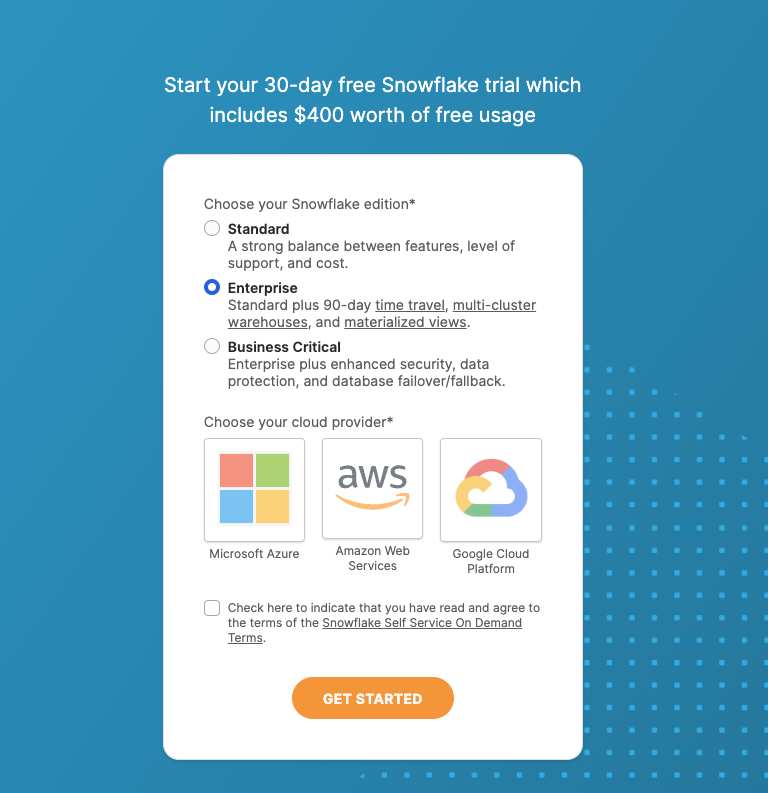 Start your 30-day free Snowflake trial which
includes $400 worth of free usage
Choose your Snowflake edition*
Standard
A strong balance between features, level of
support, and cost.
Enterprise
Standard plus 90-day time travel, multi-cluster
warehouses, and materialized views.
Business Critical
Enterprise plus enhanced security, data
protection, and database failover/fallback.
Choose your cloud provider*
aws
Microsoft Azure
Amazon Web
Services
Google Cloud
Platform
Check here to indicate that you have read and agree to
the terms of the Snowflake Self Service On Demand
Terms.
GET STARTED